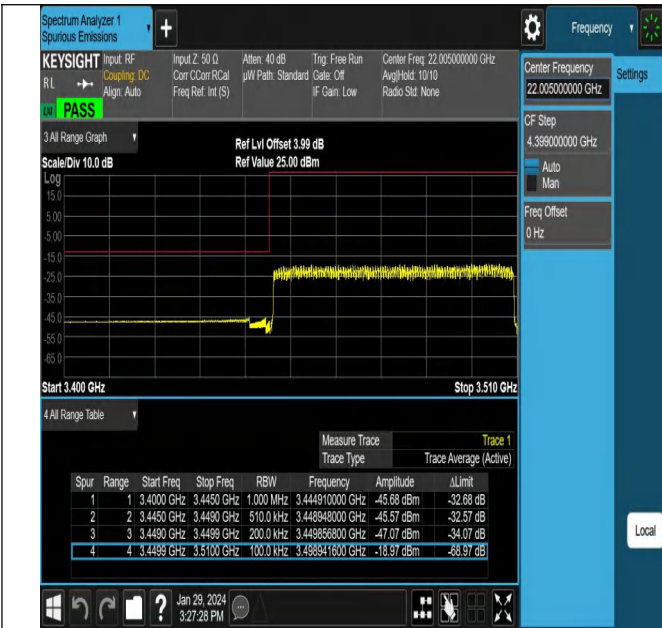 Spectrum Analyzer 1
Spurious Emissions
Frequency
KEYSIGHT Input: RF Input Z: 50 Ω Atten: 40 dB Trig: Free Run Center Freq: 22.005000000 GHz
RL Coupling: DC Corr CCorr RCal µW Path: Standard Gate: Off Avg|Hold: 10/10
Align: Auto Freq Ref: Int (S) IF Gain: Low Radio Std: None
PASS
3 All Range Graph
Ref Lvl Offset 3.99 dB
Scale/Div 10.0 dB Ref Value 25.00 dBm
Log
15.0
5.00
-5.00
-15.0
-25.0
-35.0
-45.0
-55.0
-65.0
Start 3.400 GHz Stop 3.510 GHz
4 All Range Table
Measure Trace Trace 1
Trace Type Trace Average (Active)
Spur Range Start Freq Stop Freq RBW Frequency Amplitude ΔLimit
1 1 3.4000 GHz 3.4450 GHz 1.000 MHz 3.444910000 GHz -45.68 dBm -32.68 dB
2 2 3.4450 GHz 3.4490 GHz 510.0 kHz 3.448948000 GHz -45.57 dBm -32.57 dB
3 3 3.4490 GHz 3.4499 GHz 200.0 kHz 3.449856800 GHz -47.07 dBm -34.07 dB
4 4 3.4499 GHz 3.5100 GHz 100.0 kHz 3.498941600 GHz -18.97 dBm -68.97 dB
Jan 29, 2024
3:27:28 PM
Center Frequency
22.005000000 GHz
Settings
CF Step
4.399000000 GHz
Auto
Man
Freq Offset
0 Hz
Local